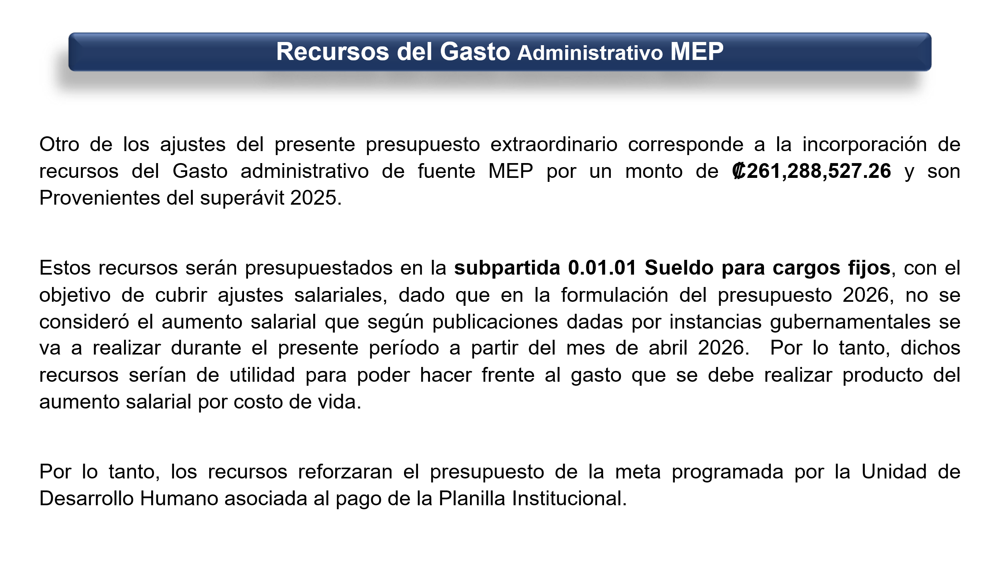 Recursos del Gasto Administrativo MEP
Otro de los ajustes del presente presupuesto extraordinario corresponde a la incorporación de
recursos del Gasto administrativo de fuente MEP por un monto de ₡261,288,527.26 y son
Provenientes del superávit 2025.
Estos recursos serán presupuestados en la subpartida 0.01.01 Sueldo para cargos fijos, con el
objetivo de cubrir ajustes salariales, dado que en la formulación del presupuesto 2026, no se
consideró el aumento salarial que según publicaciones dadas por instancias gubernamentales se
va a realizar durante el presente período a partir del mes de abril 2026.  Por lo tanto, dichos
recursos serían de utilidad para poder hacer frente al gasto que se debe realizar producto del
aumento salarial por costo de vida.
Por lo tanto, los recursos reforzaran el presupuesto de la meta programada por la Unidad de
Desarrollo Humano asociada al pago de la Planilla Institucional.